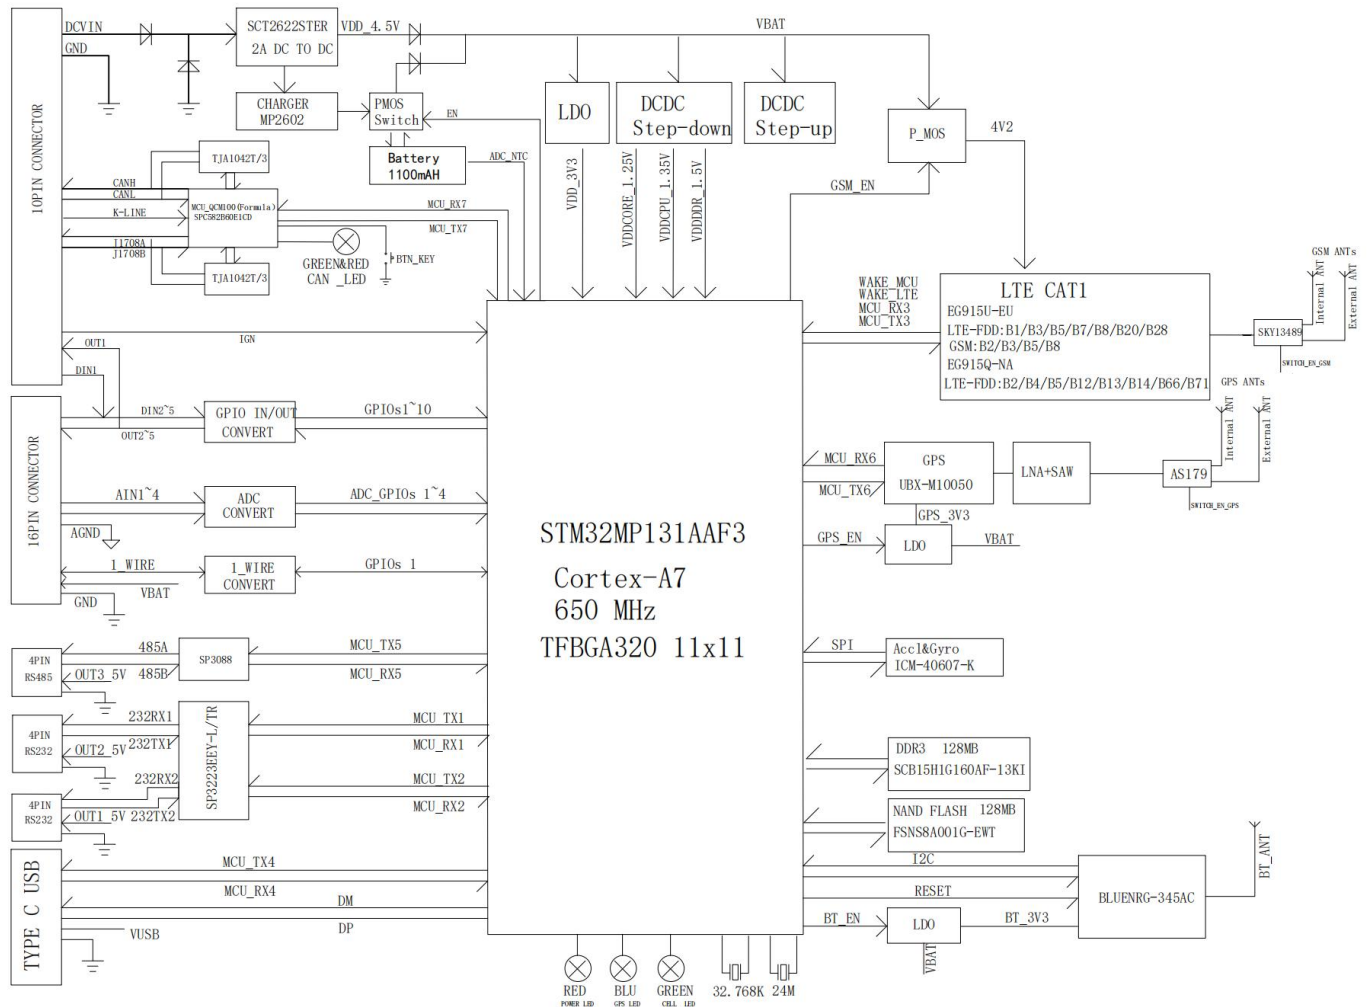 10PIN CONNECTOR
DCVIN
GND
SCT2622STER
2A DC TO DC
VDD_4.5V
VBAT
CHARGER
MP2602
PMOS
Switch
EN
Battery
1100mAH
ADC_NTC
LDO
DCDC
Step-down
DCDC
Step-up
P_MOS
4V2
GSM_EN
VDD_3V3
VDDCORE_1.25V
VDDCPU_1.35V
VDDDDR_1.5V
TJA1042T/3
CANH
CANL
K-LINE
J1708A
J1708B
MCU_QCM100(Formula)
SPC582B60E1CD
TJA1042T/3
MCU_RX7
MCU_TX7
GREEN&RED
CAN _LED
BTN_KEY
IGN
OUT1
DIN1
WAKE_MCU
WAKE_LTE
MCU_RX3
MCU_TX3
LTE CAT1
EG915U-EU
LTE-FDD:B1/B3/B5/B7/B8/B20/B28
GSM:B2/B3/B5/B8
EG915Q-NA
LTE-FDD:B2/B4/B5/B12/B13/B14/B66/B71
SKY13489
SWITCH_EN_GSM
GSM ANTs
Internal ANT
External ANT
16PIN CONNECTOR
DIN2~5
OUT2~5
GPIO IN/OUT
CONVERT
GPIOs1~10
AIN1~4
AGND
ADC
CONVERT
ADC_GPIOs 1~4
1_WIRE
VBAT
GND
1_WIRE
CONVERT
GPIOs 1
STM32MP131AAF3
Cortex-A7
650 MHz
TFBGA320 11x11
MCU_RX6
MCU_TX6
GPS
UBX-M10050
LNA+SAW
AS179
SWITCH_EN_GPS
GPS ANTs
Internal ANT
External ANT
GPS_3V3
GPS_EN
LDO
VBAT
4PIN
RS485
485A
485B
OUT3_5V
SP3088
MCU_TX5
MCU_RX5
SPI
Accl&Gyro
ICM-40607-K
4PIN
RS232
232RX1
232TX1
OUT2_5V
SP3223EEY-L/TR
MCU_TX1
MCU_RX1
232RX2
MCU_TX2
MCU_RX2
4PIN
RS232
OUT1_5V
232TX2
DDR3 128MB
SCB15H1G160AF-13KI
NAND FLASH 128MB
FSNS8A001G-EWT
TYPE C USB
MCU_TX4
MCU_RX4
DM
DP
VUSB
I2C
RESET
BT_EN
LDO
BT_3V3
VBAT
BLUENRG-345AC
BT_ANT
RED
POWER LED
BLU
GPS LED
GREEN
CELL LED
32.768K
24M